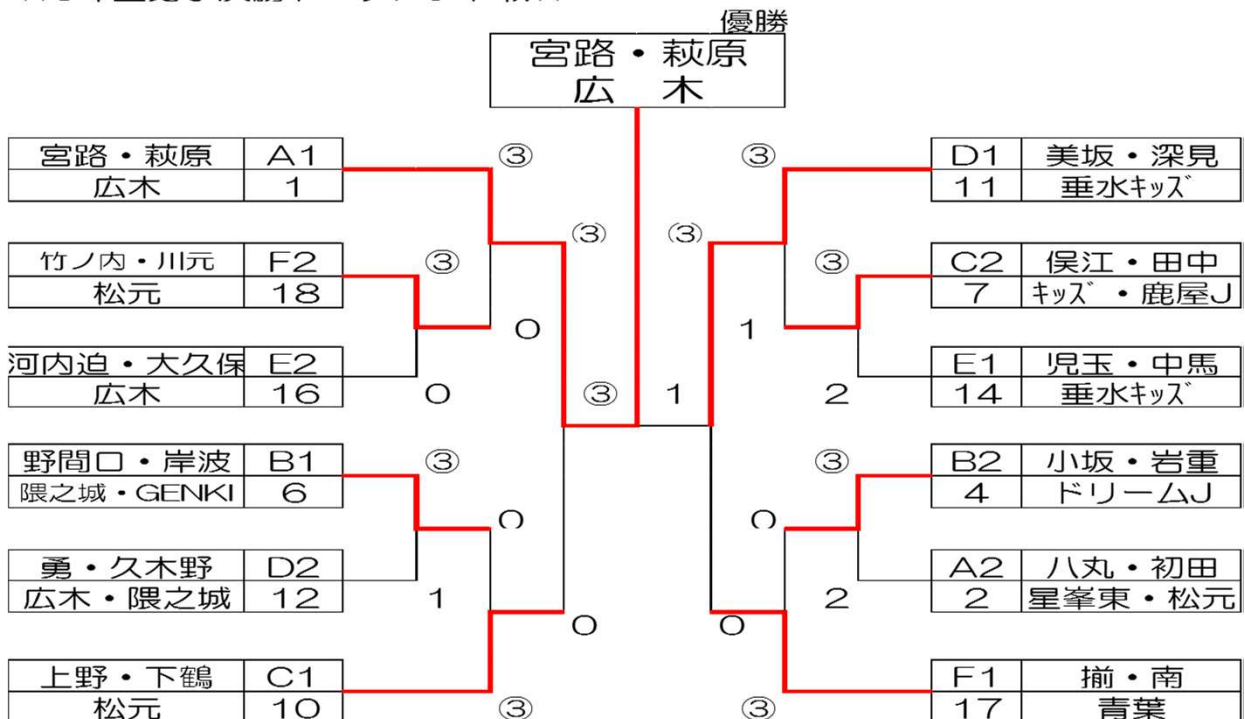 優勝
宮路・萩原
広 木
宮路・萩原 A1
広木 1
③
③
D1 美坂・深見
11 垂水ｷｯｽﾞ
竹ノ内・川元 F2
松元 18
③
③
③
③
C2 俣江・田中
7 ｷｯｽﾞ・鹿屋J
0
1
河内迫・大久保 E2
広木 16
0
③
1
2
E1 児玉・中馬
14 垂水ｷｯｽﾞ
野間口・岸波 B1
隈之城・GENKI 6
③
③
B2 小坂・岩重
4 ドリームJ
0
0
勇・久木野 D2
広木・隈之城 12
1
2
A2 八丸・初田
2 星峯東・松元
0
0
上野・下鶴 C1
松元 10
③
③
F1 揃・南
17 青葉